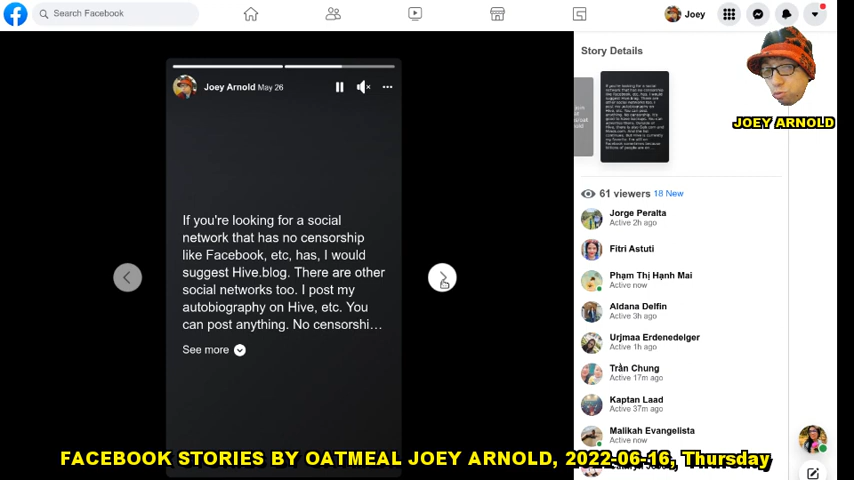 Search Facebook
Joey
Joey Arnold May 26
If you're looking for a social
network that has no censorship
like Facebook, etc, has, I would
suggest Hive.blog. There are other
social networks too. I post my
autobiography on Hive, etc. You
can post anything. No censorshi...
See more
Story Details
JOEY ARNOLD
61 viewers 18 New
Jorge Peralta
Active 2h ago
Fitri Astuti
Phạm Thị Hạnh Mai
Active now
Aldana Delfin
Active 3h ago
Urjmaa Erdenedelger
Active 1h ago
Trần Chung
Active 17m ago
Kaptan Laad
Active 37m ago
Malikah Evangelista
Active now
FACEBOOK STORIES BY OATMEAL JOEY ARNOLD, 2022-06-16, Thursday